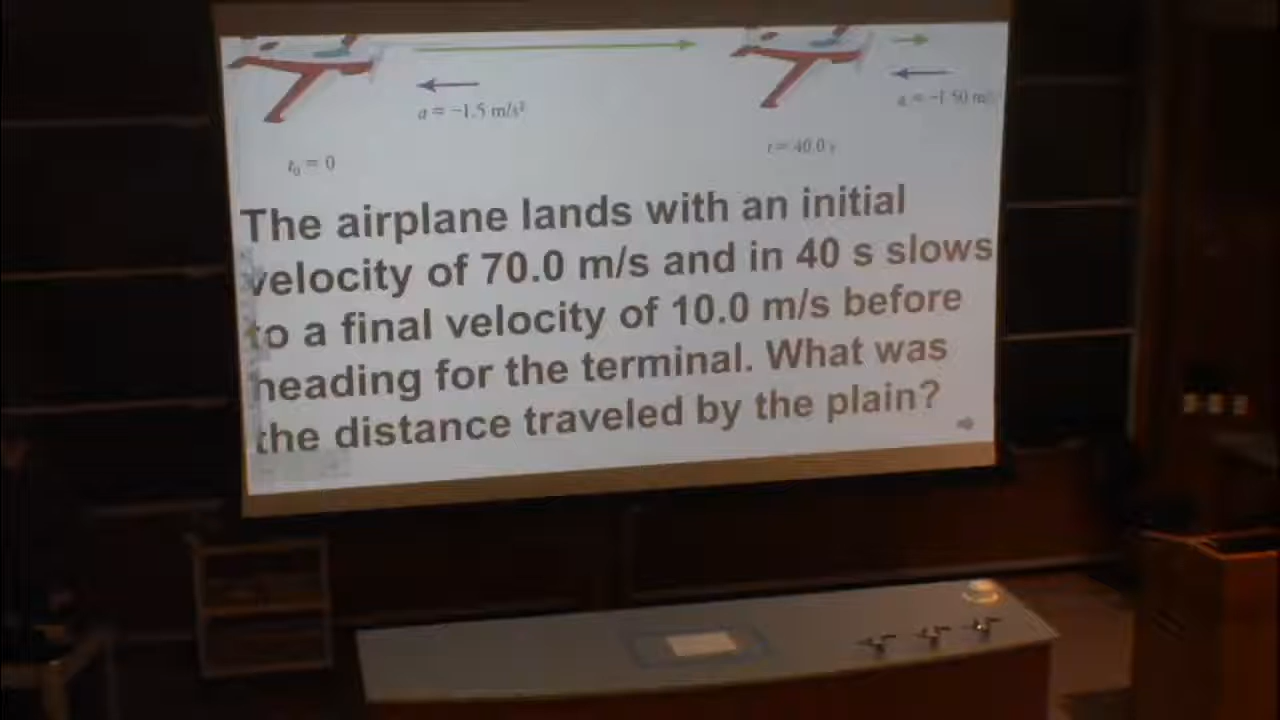 a = −1.5 m/s²
a = −1.50 m/
t₀ = 0
t = 40.0 s
The airplane lands with an initial
velocity of 70.0 m/s and in 40 s slows
to a final velocity of 10.0 m/s before
heading for the terminal. What was
the distance traveled by the plain?